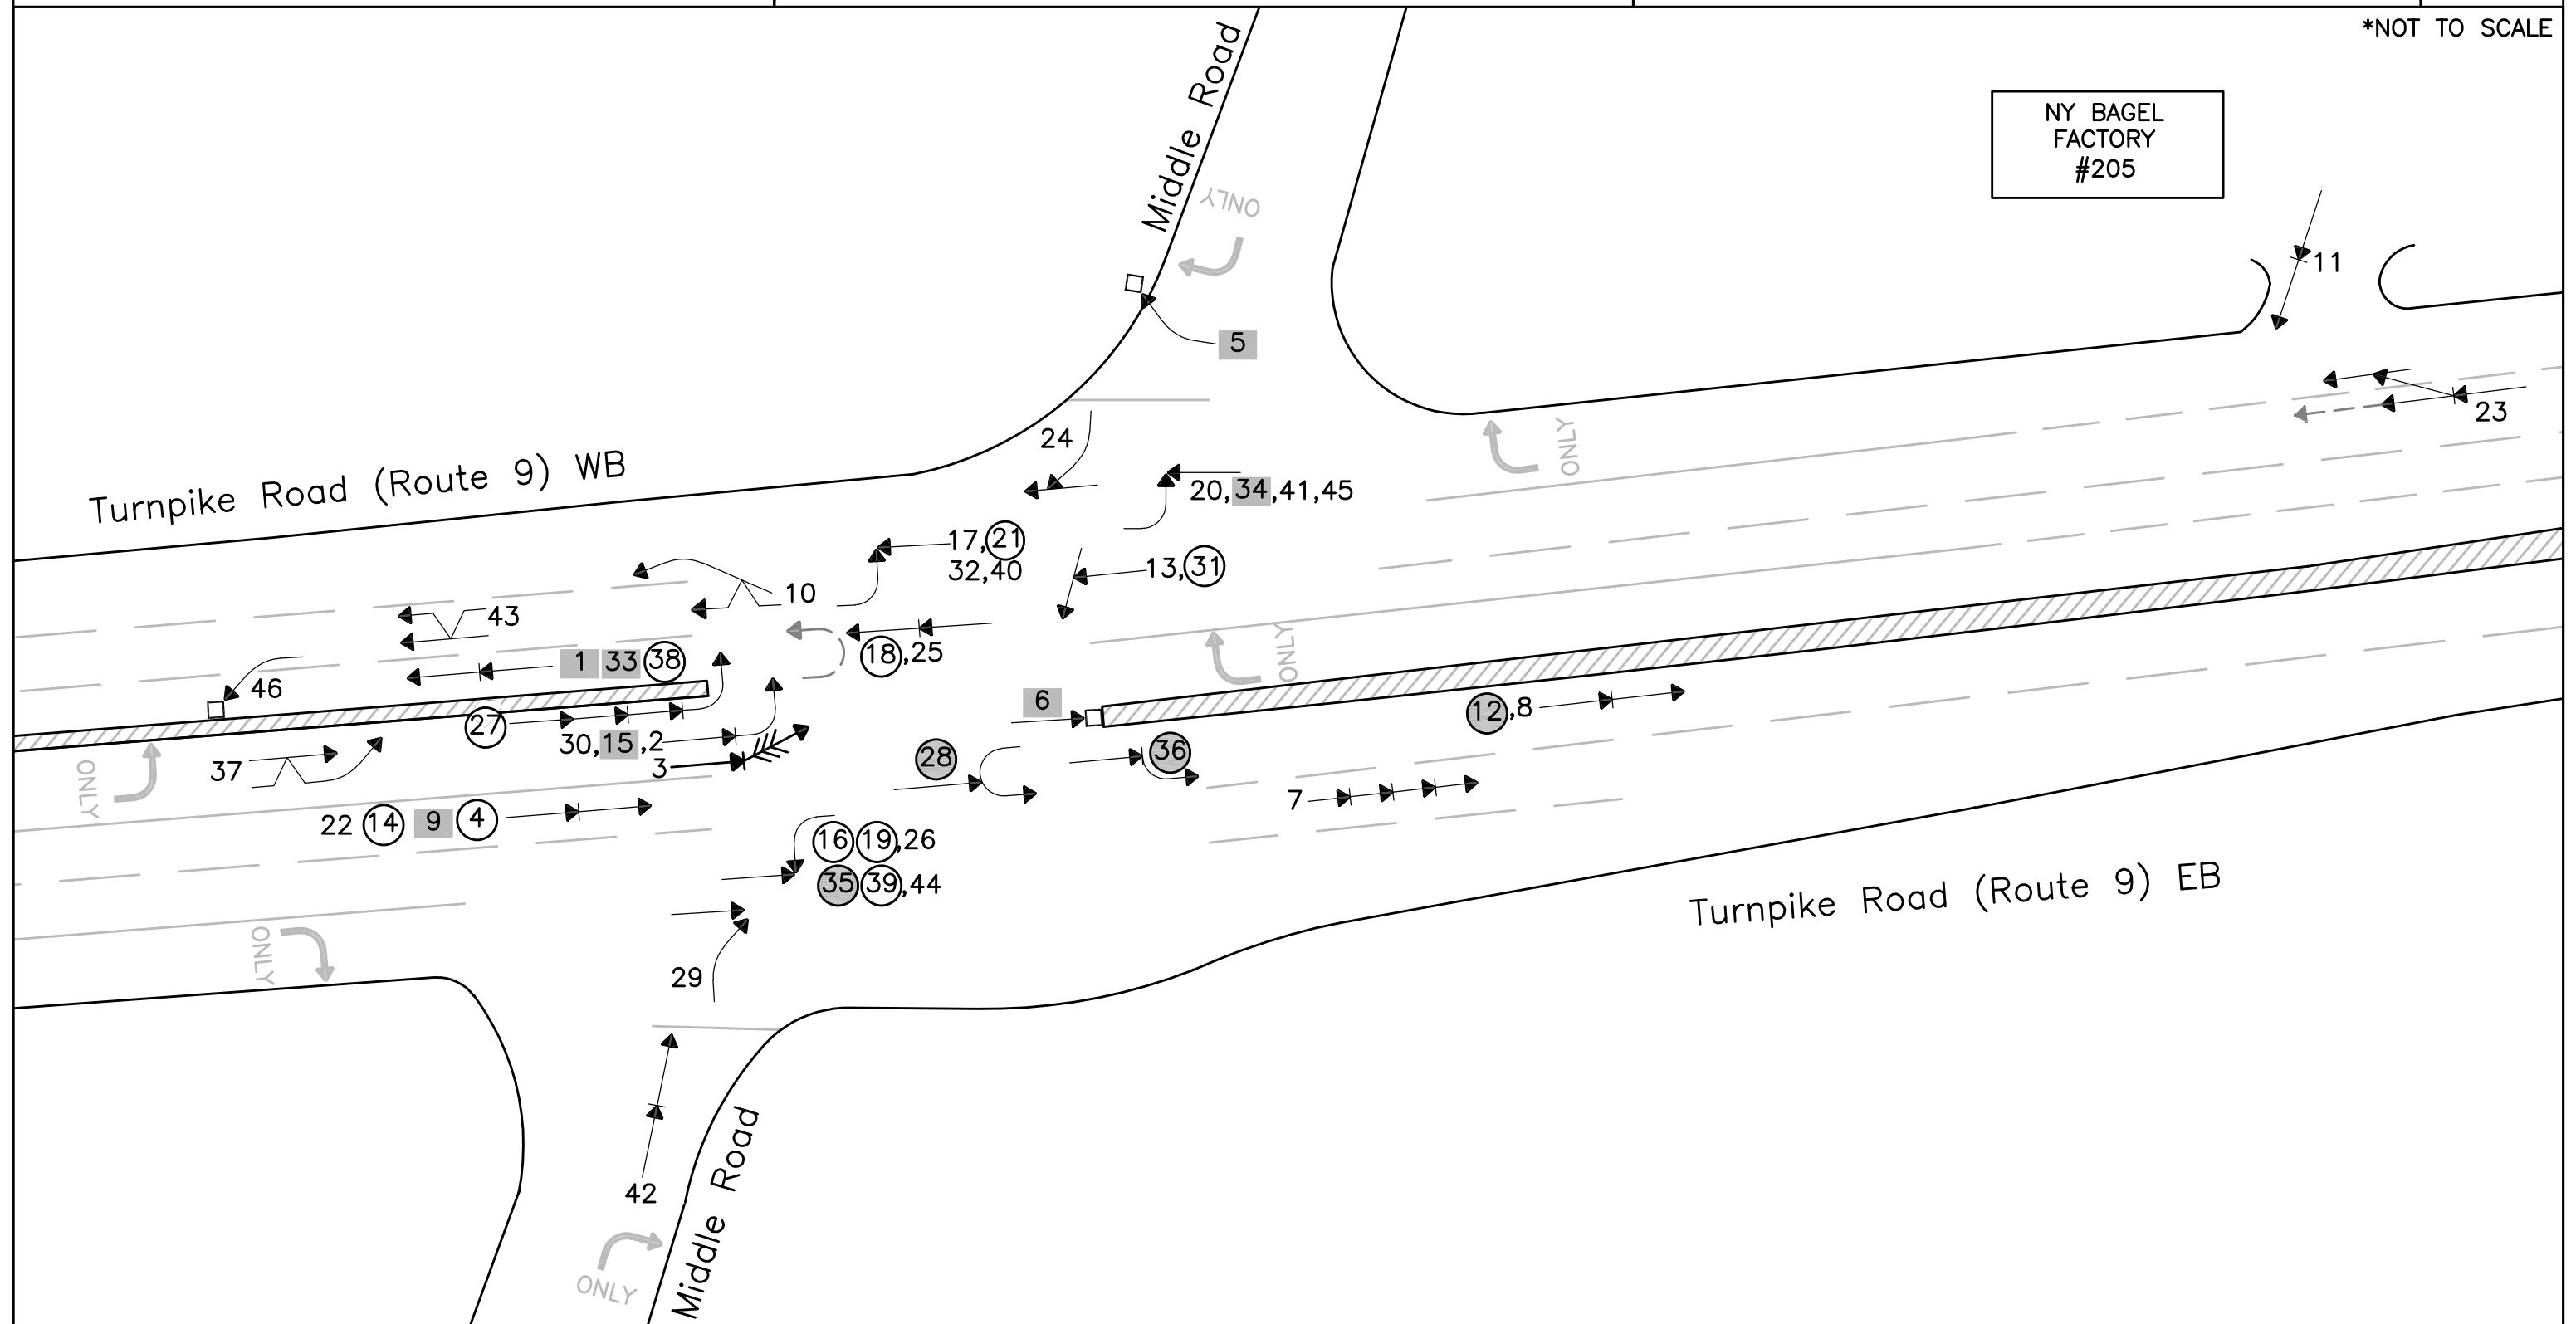 *NOT TO SCALE
Middle Road
NY BAGEL
FACTORY
#205
ONLY
11
5
23
24
ONLY
Turnpike Road (Route 9) WB
20,34,41,45
17,21
32,40
13,31
10
43
18,25
1 33 38
ONLY
46
6
12,8
27
30,15,2
37
3
28
36
ONLY
7
22 14 9 4
16 19,26
35 39,44
Turnpike Road (Route 9) EB
ONLY
29
42
Middle Road
ONLY